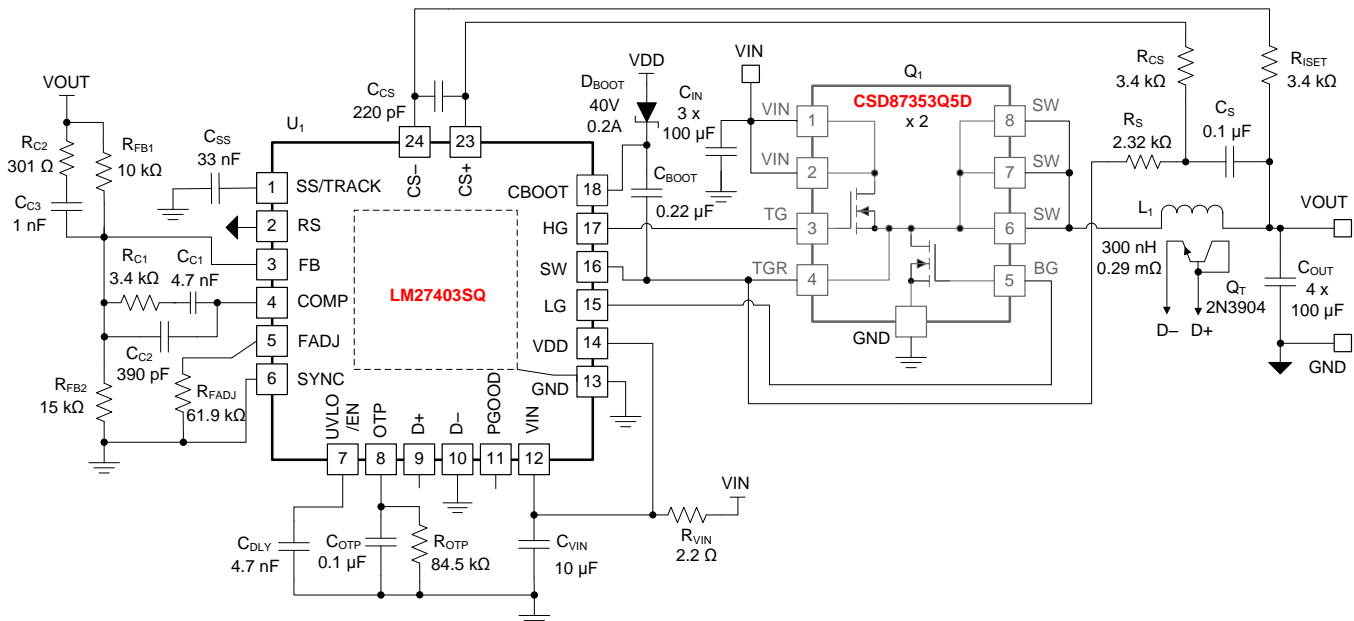 VOUT
RC2
301 Ω
RFB1
10 kΩ
CC3
1 nF
CSS
33 nF
RC1
3.4 kΩ
CC1
4.7 nF
CC2
390 pF
RFB2
15 kΩ
RFADJ
61.9 kΩ
U1
CCS
220 pF
24
23
CS−
CS+
1
SS/TRACK
2
RS
3
FB
4
COMP
5
FADJ
6
SYNC
LM27403SQ
CBOOT
18
HG
17
SW
16
LG
15
VDD
14
GND
13
UVLO
/EN
OTP
D+
D−
PGOOD
VIN
7
8
9
10
11
12
CDLY
4.7 nF
COTP
0.1 µF
ROTP
84.5 kΩ
CVIN
10 µF
RVIN
2.2 Ω
VIN
VDD
DBOOT
40V
0.2A
CBOOT
0.22 µF
CIN
3 x
100 µF
VIN
Q1
CSD87353Q5D
x 2
VIN
1
VIN
2
TG
3
TGR
4
8
SW
7
SW
6
SW
5
BG
GND
RCS
3.4 kΩ
RISET
3.4 kΩ
RS
2.32 kΩ
CS
0.1 µF
L1
300 nH
0.29 mΩ
QT
2N3904
D−
D+
VOUT
COUT
4 x
100 µF
GND